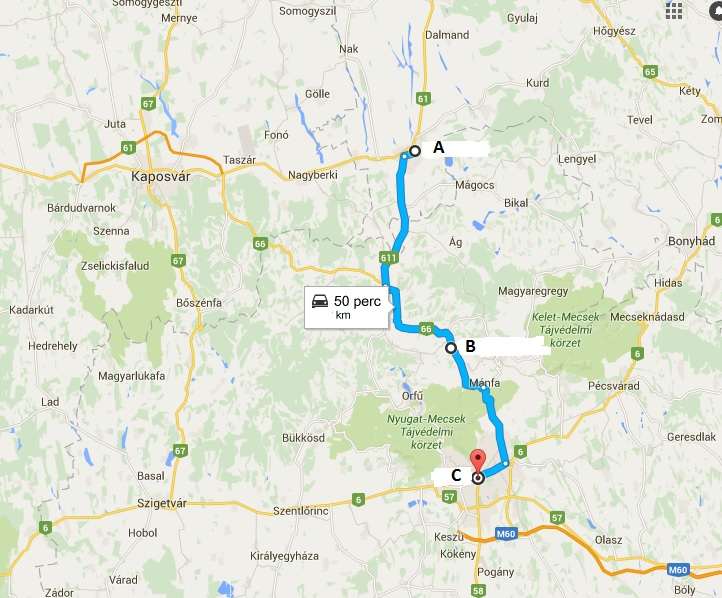 Somogygeszti
Mernye
Somogyszil
Gyulaj
Nak
Dalmand
Hőgyész
65
Gölle
Kurd
Kéty
67
61
Tevel
Zom
Juta
Fonó
61
Taszár
A
Lengyel
Kaposvár
Nagyberki
Mágocs
Bárdudvarnok
Bikal
6
Szenna
66
Ág
Bonyhád
Zselickisfalud
67
611
Hidas
Kadarkút
Bőszénfa
50 perc
km
Magyaregregy
Kelet-Mecsek
Tájvédelmi
körzet
Mecseknádasd
66
Hedrehely
B
6
Magyarlukafa
Mánfa
Pécsvárad
Orfű
Lad
Nyugat-Mecsek
Tájvédelmi
körzet
Bükkösd
Geresdlak
67
6
Basal
C
Szigetvár
6
57
Szentlőrinc
57
6
Hobol
Keszü
M60
Olasz
Kökény
Királyegyháza
Várad
Pogány
M60
Zádor
58
Bóly